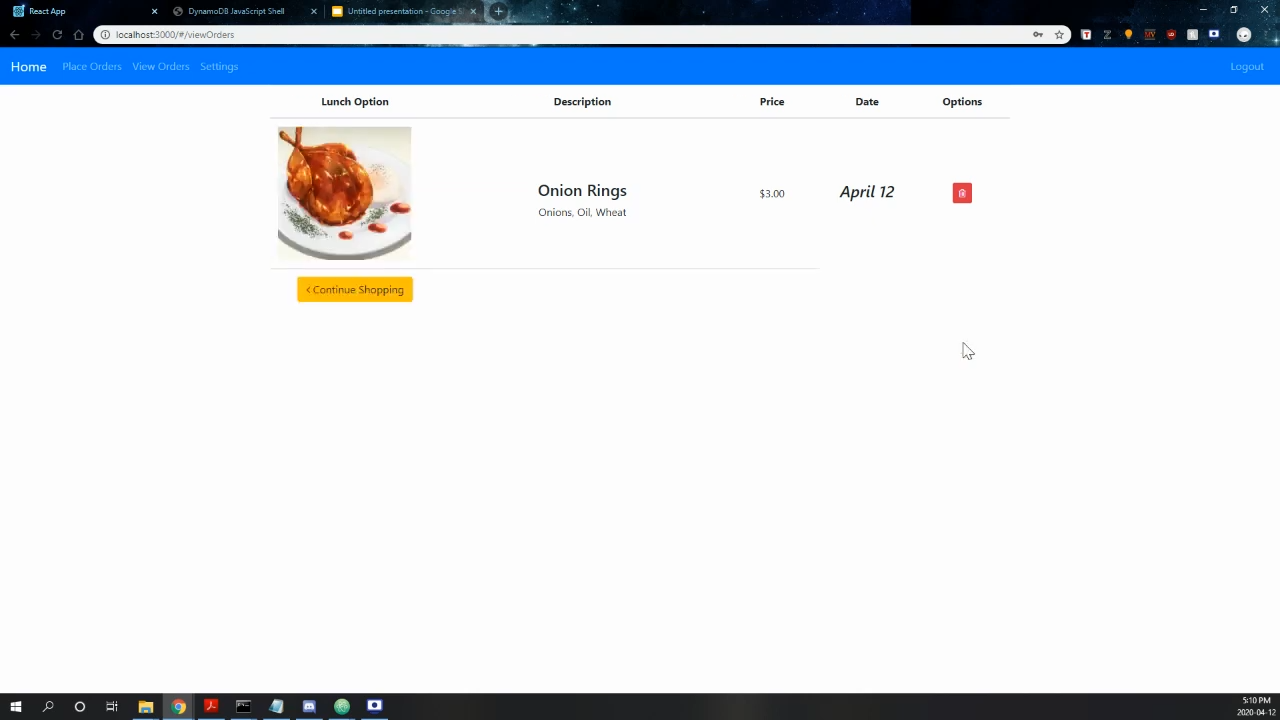 React App
DynamoDB JavaScript Shell
Untitled presentation - Google
localhost:3000/#/viewOrders
Home
Place Orders
View Orders
Settings
Logout
Lunch Option
Description
Price
Date
Options
Onion Rings
Onions, Oil, Wheat
$3.00
April 12
< Continue Shopping
5:10 PM
2020-04-12